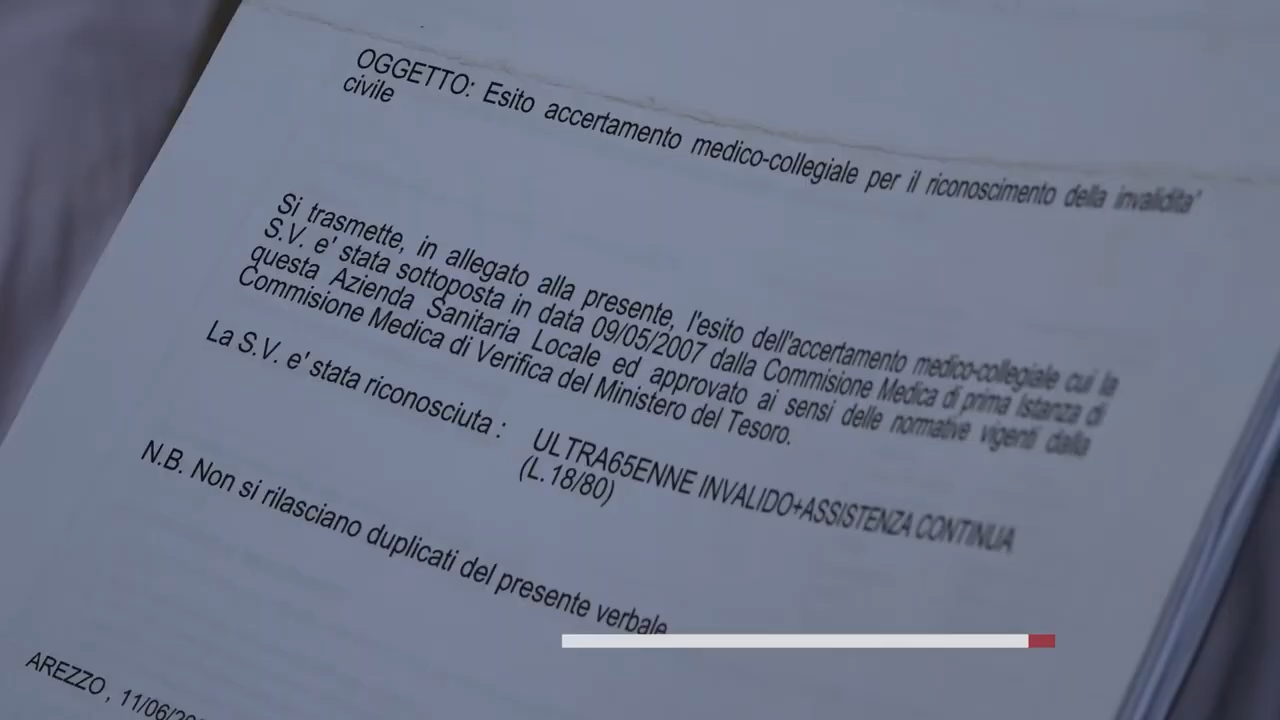 OGGETTO: Esito accertamento medico-collegiale per il riconoscimento della invalidita'
civile
Si trasmette, in allegato alla presente, l'esito dell'accertamento medico-collegiale cui la
S.V. e' stata sottoposta in data 09/05/2007 dalla Commisione Medica di prima Istanza di
questa Azienda Sanitaria Locale ed approvato ai sensi delle normative vigenti dalla
Commisione Medica di Verifica del Ministero del Tesoro.
La S.V. e' stata riconosciuta : ULTRA65ENNE INVALIDO+ASSISTENZA CONTINUA
(L.18/80)
N.B. Non si rilasciano duplicati del presente verbale
AREZZO , 11/06/